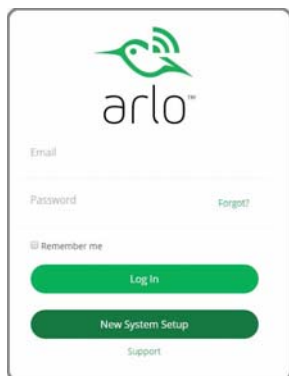 arlo™
Email
Password Forgot?
Remember me
Log In
New System Setup
Support